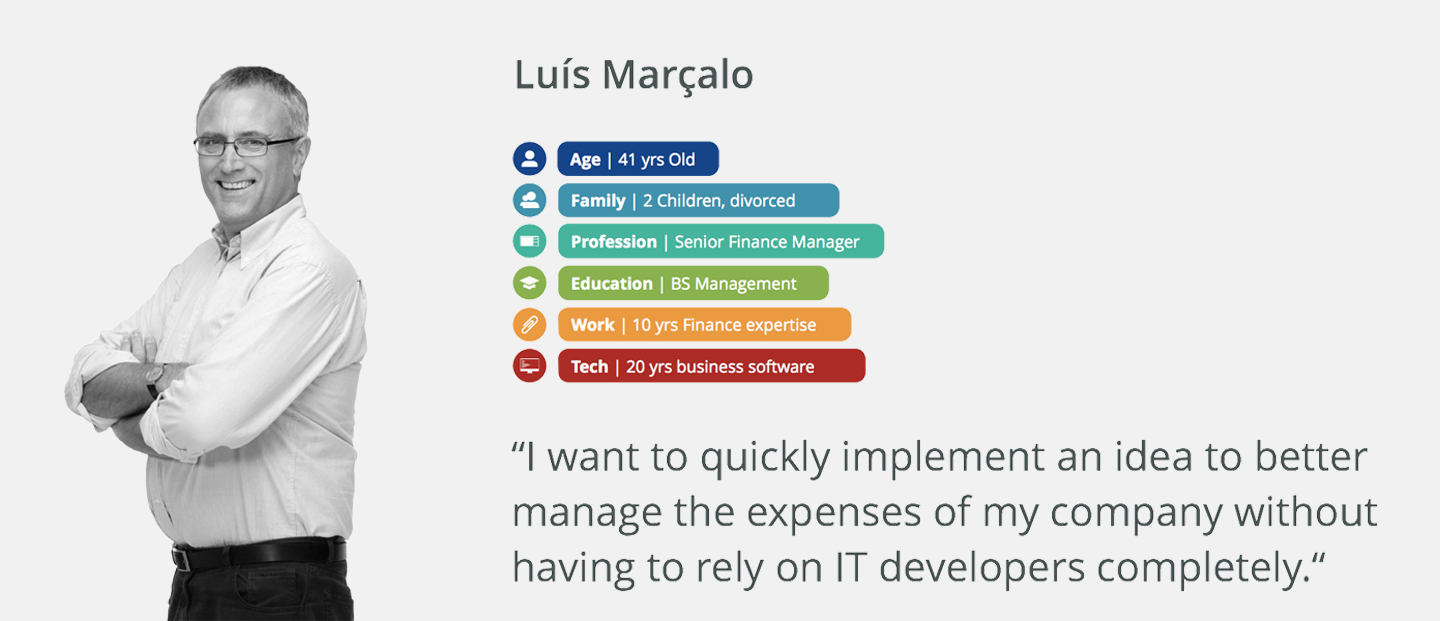 Luís Marçalo
Age | 41 yrs Old
Family | 2 Children, divorced
Profession | Senior Finance Manager
Education | BS Management
Work | 10 yrs Finance expertise
Tech | 20 yrs business software
“I want to quickly implement an idea to better
manage the expenses of my company without
having to rely on IT developers completely.“